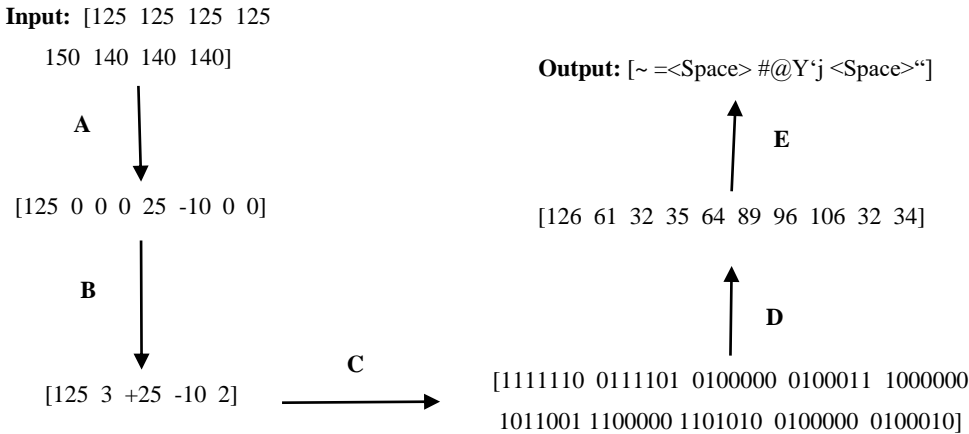 Input: [125 125 125 125
150 140 140 140]
A
[125 0 0 0 25 -10 0 0]
B
[125 3 +25 -10 2]
C
[1111110 0111101 0100000 0100011 1000000
1011001 1100000 1101010 0100000 0100010]
D
[126 61 32 35 64 89 96 106 32 34]
E
Output: [~ =<Space> #@Y‘j <Space>“]